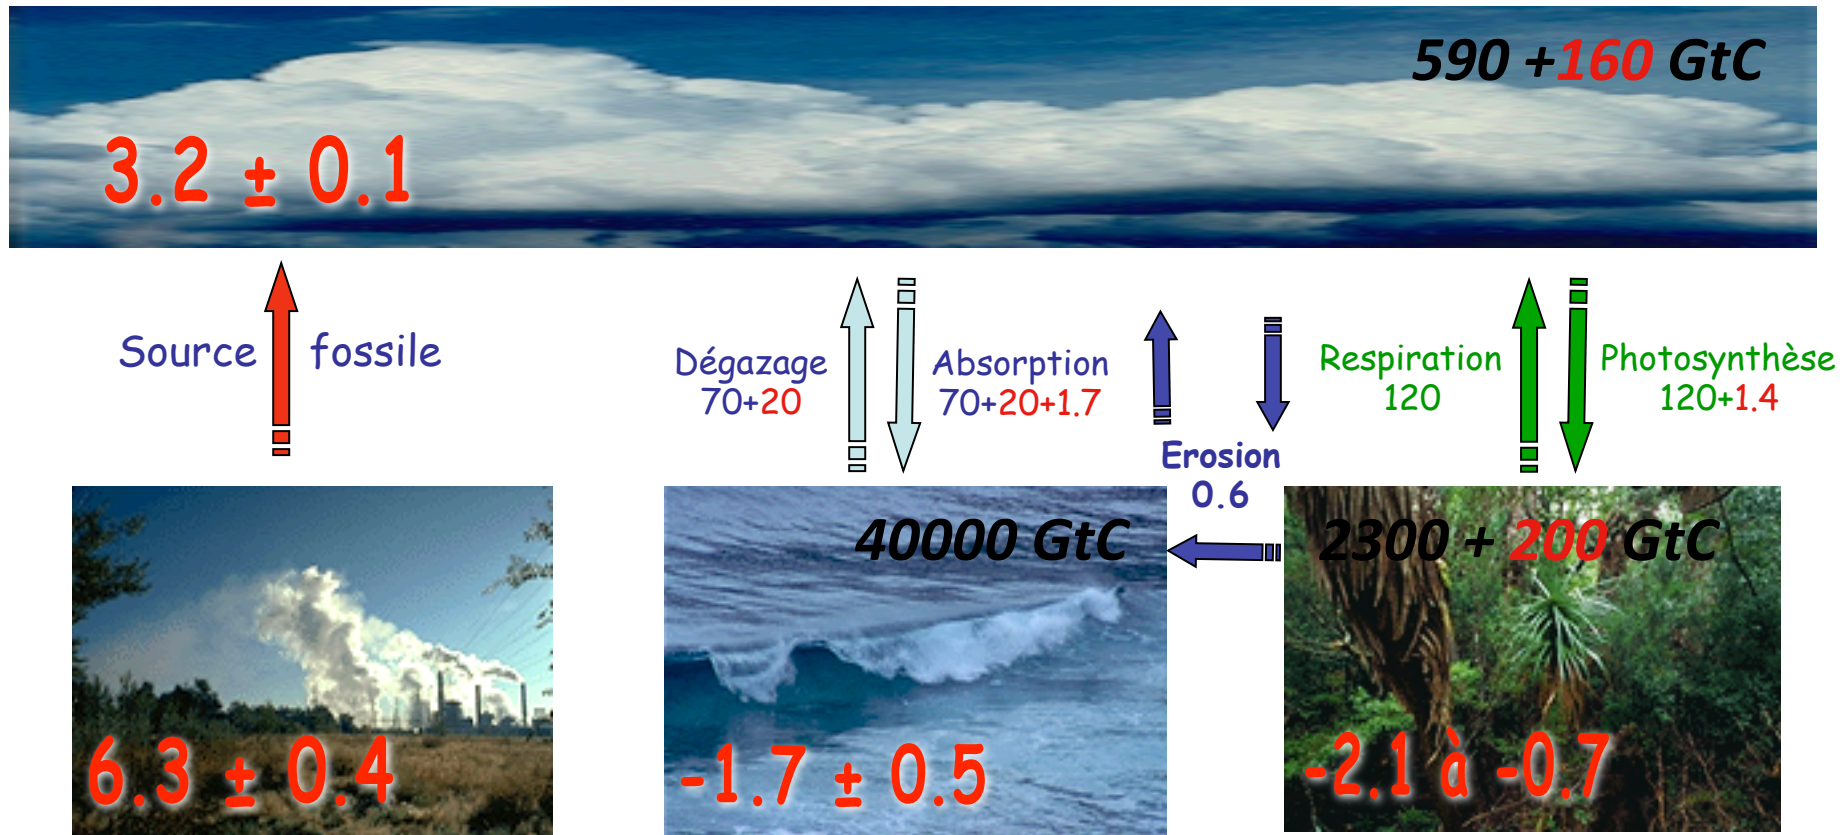 590 +160 GtC
3.2 ± 0.1
Source fossile
Dégazage
70+20
Absorption
70+20+1.7
Erosion
0.6
Respiration
120
Photosynthèse
120+1.4
40000 GtC
2300 + 200 GtC
6.3 ± 0.4
-1.7 ± 0.5
-2.1 à -0.7